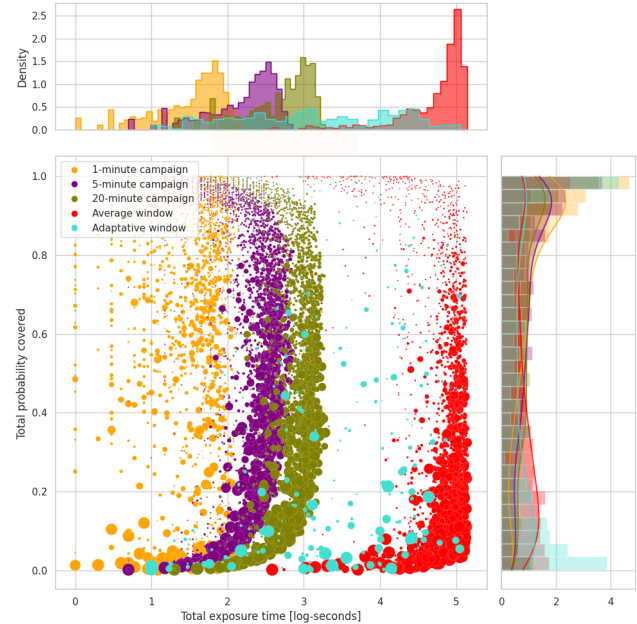 2.5
2.0
1.5
1.0
0.5
0.0
Density
1-minute campaign
5-minute campaign
20-minute campaign
Average window
Adaptative window
1.0
0.8
0.6
0.4
0.2
0.0
Total probability covered
0 1 2 3 4 5
Total exposure time [log-seconds]
0 2 4